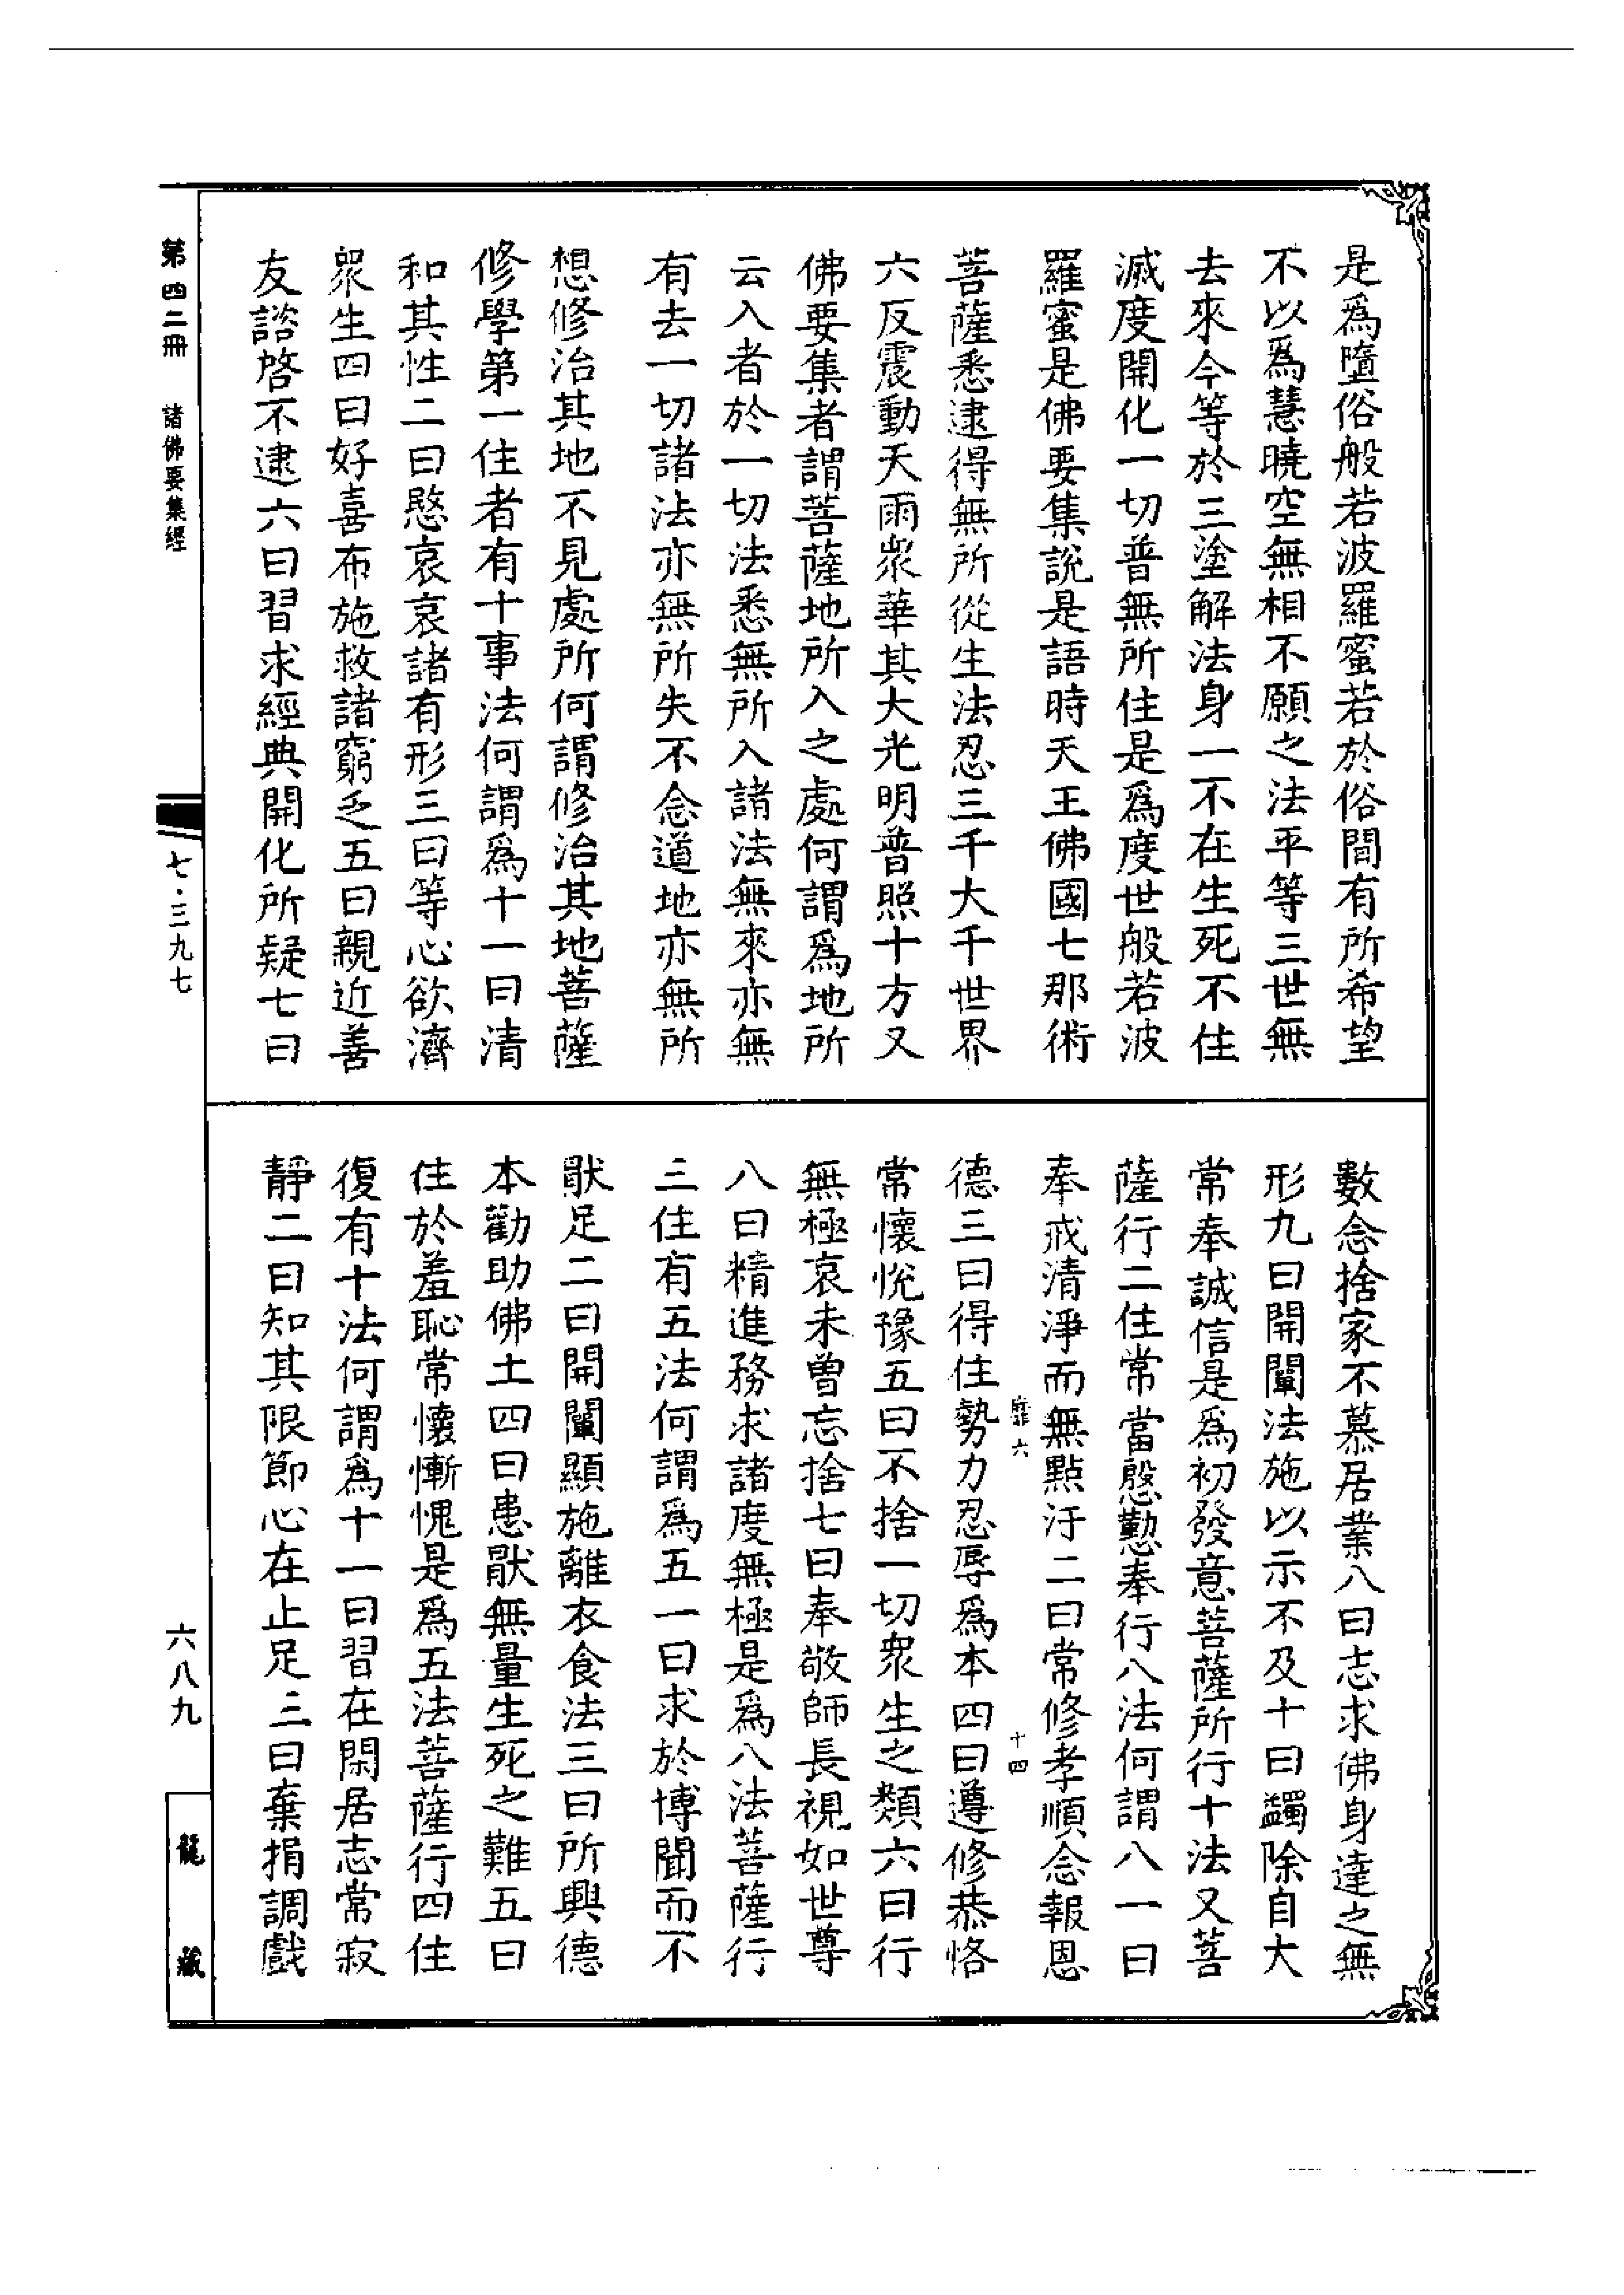 是爲墮俗般若波羅蜜若於俗間有所希望
不以爲慧曉空無相不願之法平等三世無
去來今等於三塗解法身一不在生死不住
滅度開化一切普無所住是爲度世般若波
羅蜜是佛要集說是語時天王佛國七那術
菩薩悉逮得無所從生法忍三千大千世界
六反震動天雨衆華其大光明普照十方又
佛要集者謂菩薩地所入之處何謂爲地所
云入者於一切法悉無所入諸法無來亦無
有去一切諸法亦無所失不念道地亦無所
想修治其地不見處所何謂修治其地菩薩
修學第一住者有十事法何謂爲十一曰清
和其性二曰愍哀哀諸有形三曰等心欲濟
衆生四曰好喜布施救諸窮乏五曰親近善
友諮啓不逮六曰習求經典開化所疑七曰
數念捨家不慕居業八曰志求佛身達之無
形九曰開闡法施以示不及十曰蠲除自大
常奉誠信是爲初發意菩薩所行十法又菩
薩行二住常當慇懃奉行八法何謂八一曰
奉戒清淨而無點汙二曰常修孝順念報恩
靡六 十四
德三曰得住勢力忍辱爲本四曰遵修恭恪
常懷悅豫五曰不捨一切衆生之類六曰行
無極哀未曾忘捨七曰奉敬師長視如世尊
八曰精進務求諸度無極是爲八法菩薩行
三住有五法何謂爲五一曰求於博聞而不
猒足二曰開闡顯施離衣食法三曰所興德
本勸助佛土四曰患猒無量生死之難五曰
住於羞恥常懷慚愧是爲五法菩薩行四住
復有十法何謂爲十一曰習在閑居志常寂
靜二曰知其限節心在止足三曰棄捐調戲
第四二冊 諸佛要集經
七·三九七
六八九
龍藏